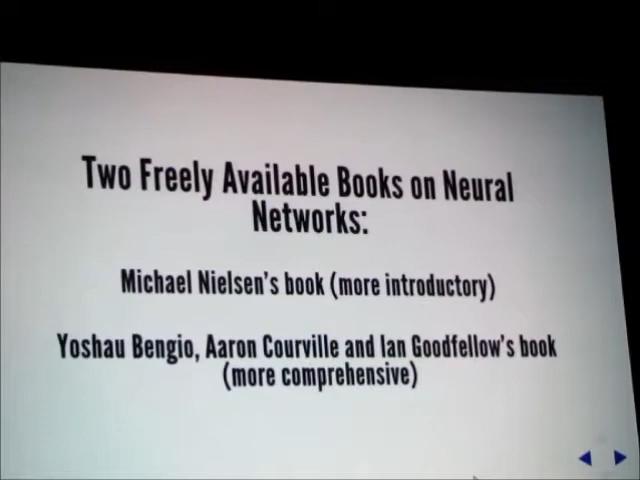 Two Freely Available Books on Neural
Networks:
Michael Nielsen's book (more introductory)
Yoshau Bengio, Aaron Courville and Ian Goodfellow's book
(more comprehensive)